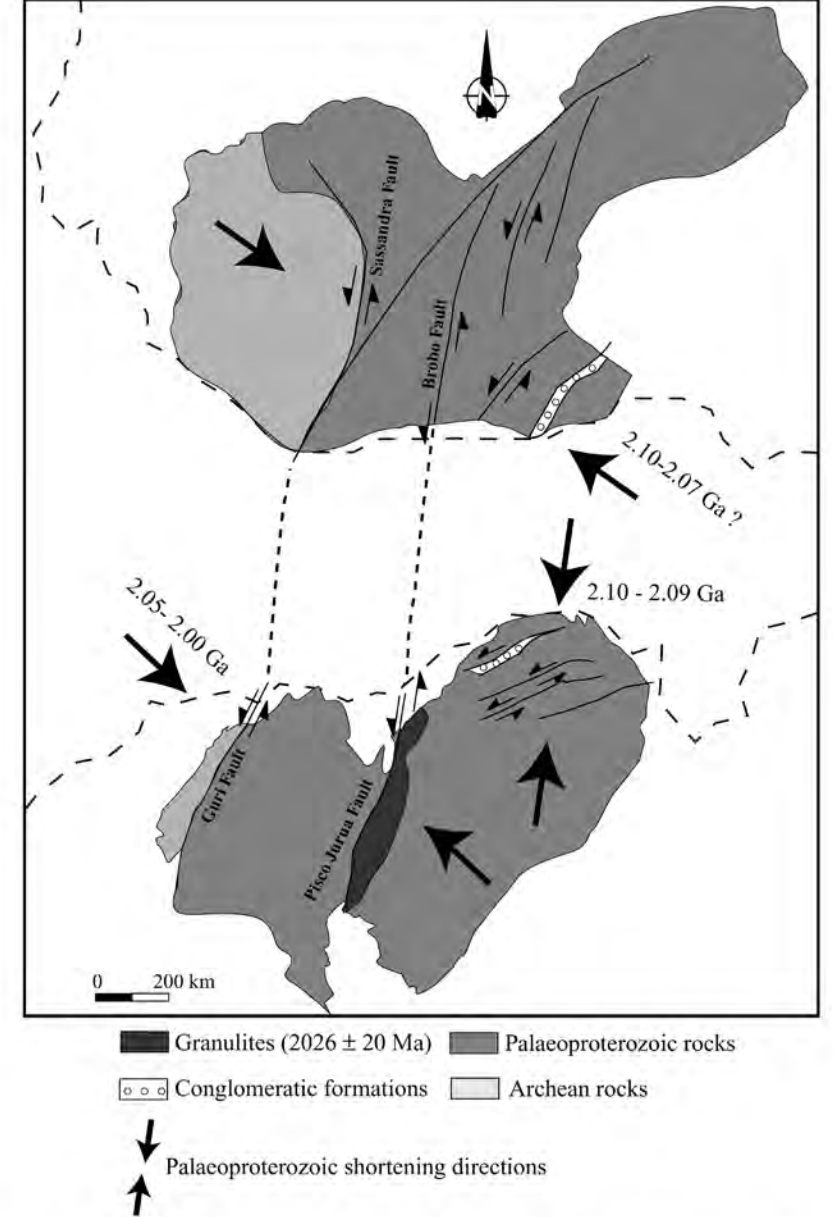 N
Sassandra Fault
Brobo Fault
2.10-2.07 Ga ?
2.10 - 2.09 Ga
2.05- 2.00 Ga
Guri Fault
Pisco Jurua Fault
0 200 km
Granulites (2026 ± 20 Ma) Palaeoproterozoic rocks
Conglomeratic formations Archean rocks
Palaeoproterozoic shortening directions